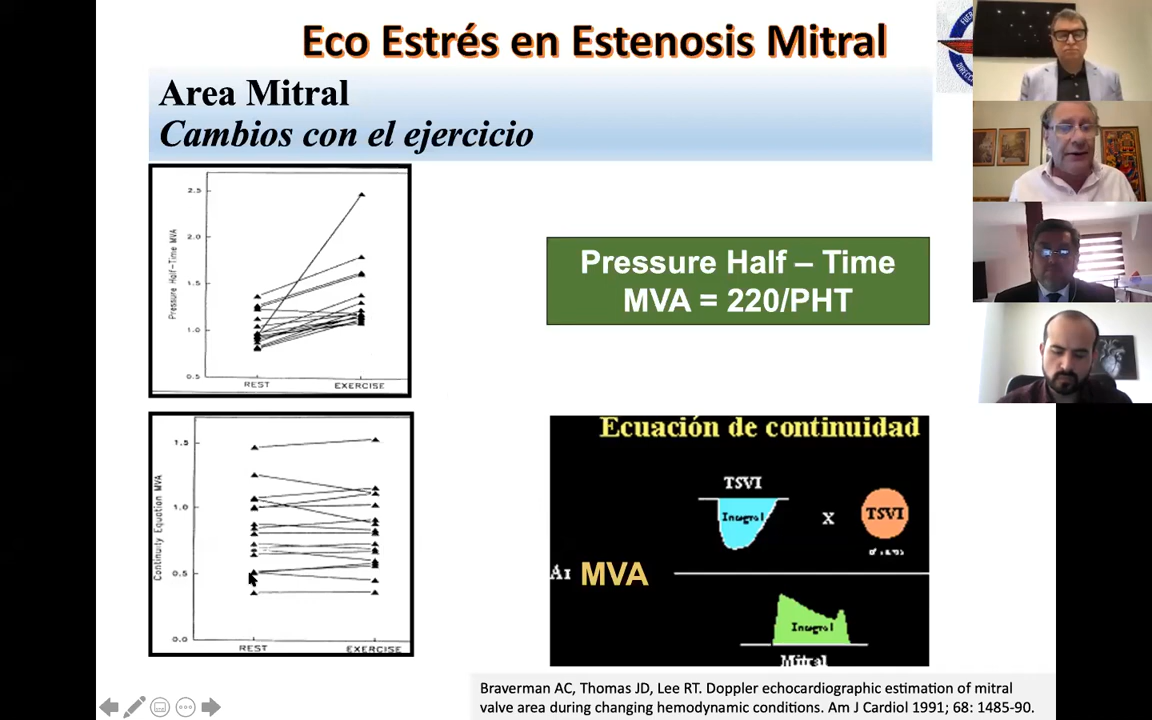 Eco Estrés en Estenosis Mitral
Area Mitral
Cambios con el ejercicio
Pressure Half-Time MVA
2.5
2.0
1.5
1.0
0.5
REST EXERCISE
Pressure Half – Time
MVA = 220/PHT
Continuity Equation MVA
1.5
1.0
0.5
0.0
REST EXERCISE
Ecuación de continuidad
TSVI
Integral x TSVI
MVA
Integral
Mitral
Braverman AC, Thomas JD, Lee RT. Doppler echocardiographic estimation of mitral
valve area during changing hemodynamic conditions. Am J Cardiol 1991; 68: 1485-90.